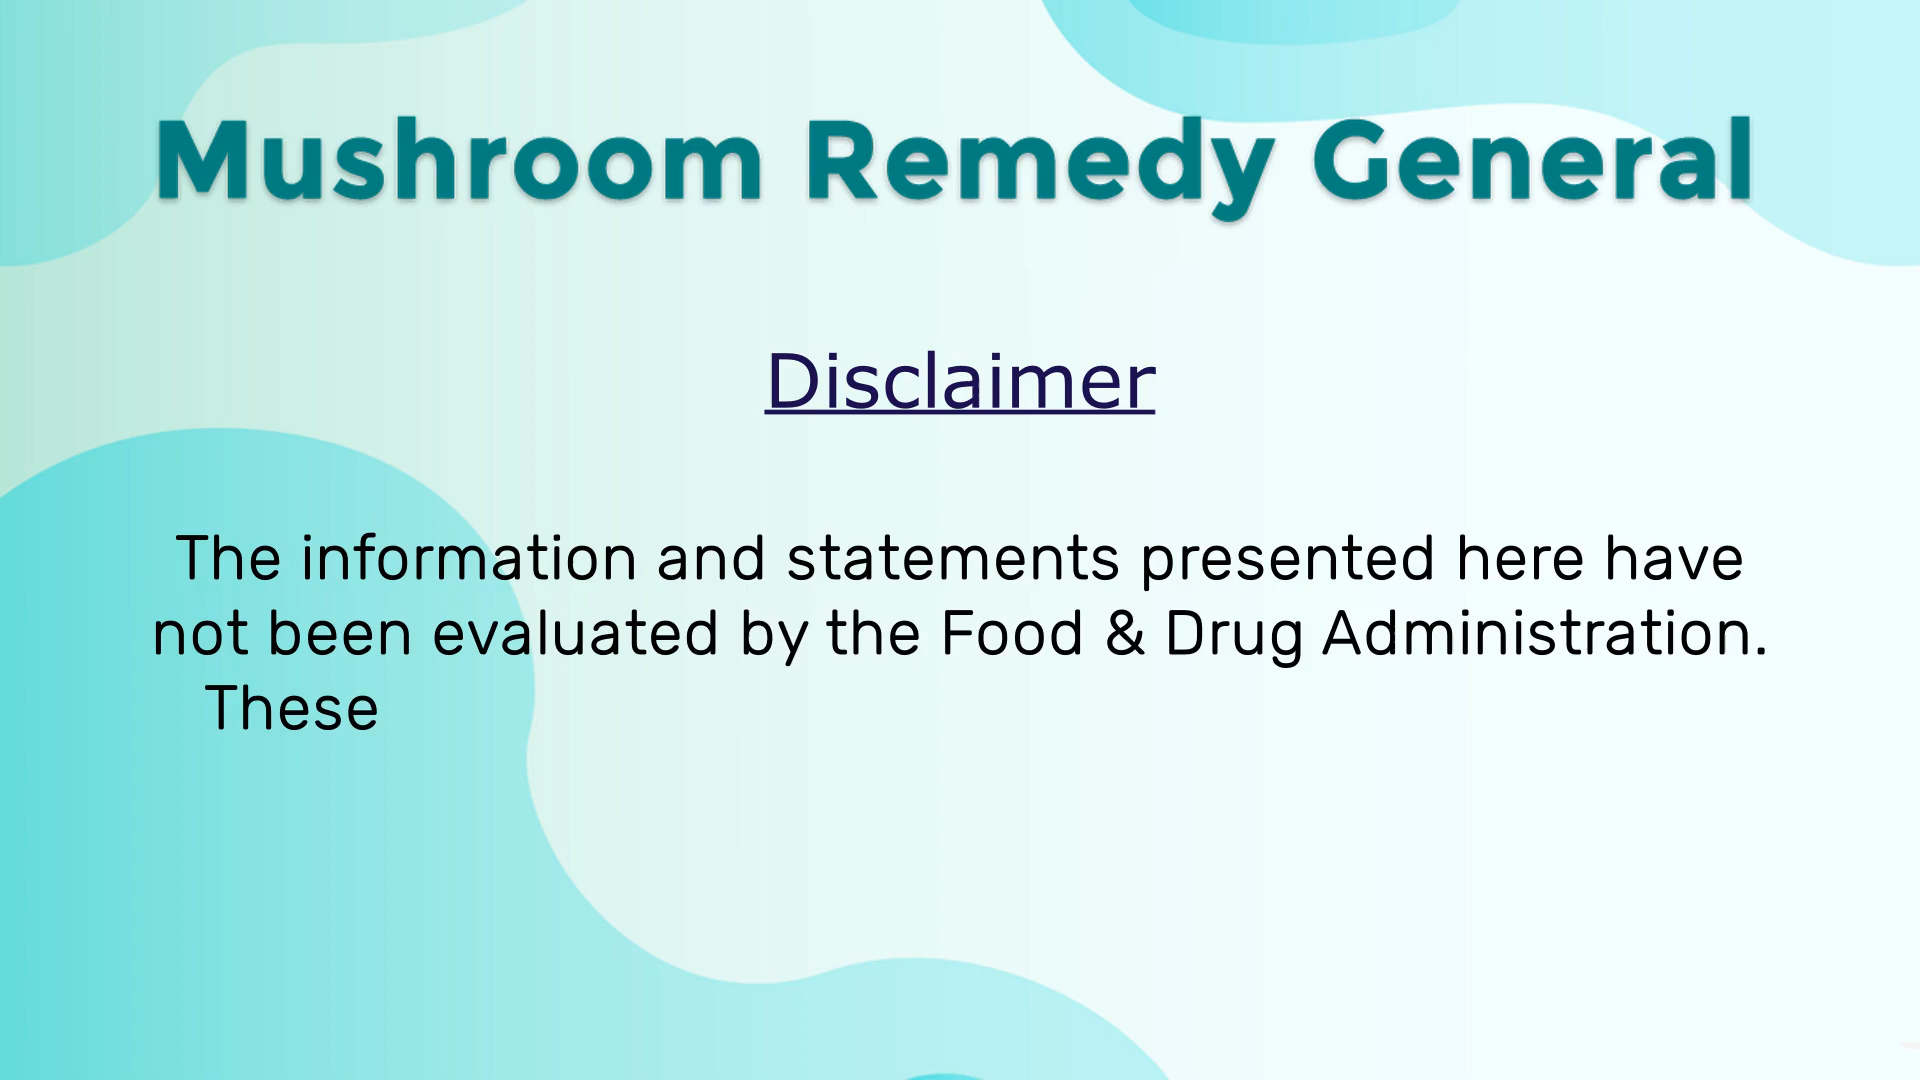 Mushroom Remedy General
Disclaimer
The information and statements presented here have
not been evaluated by the Food & Drug Administration.
These